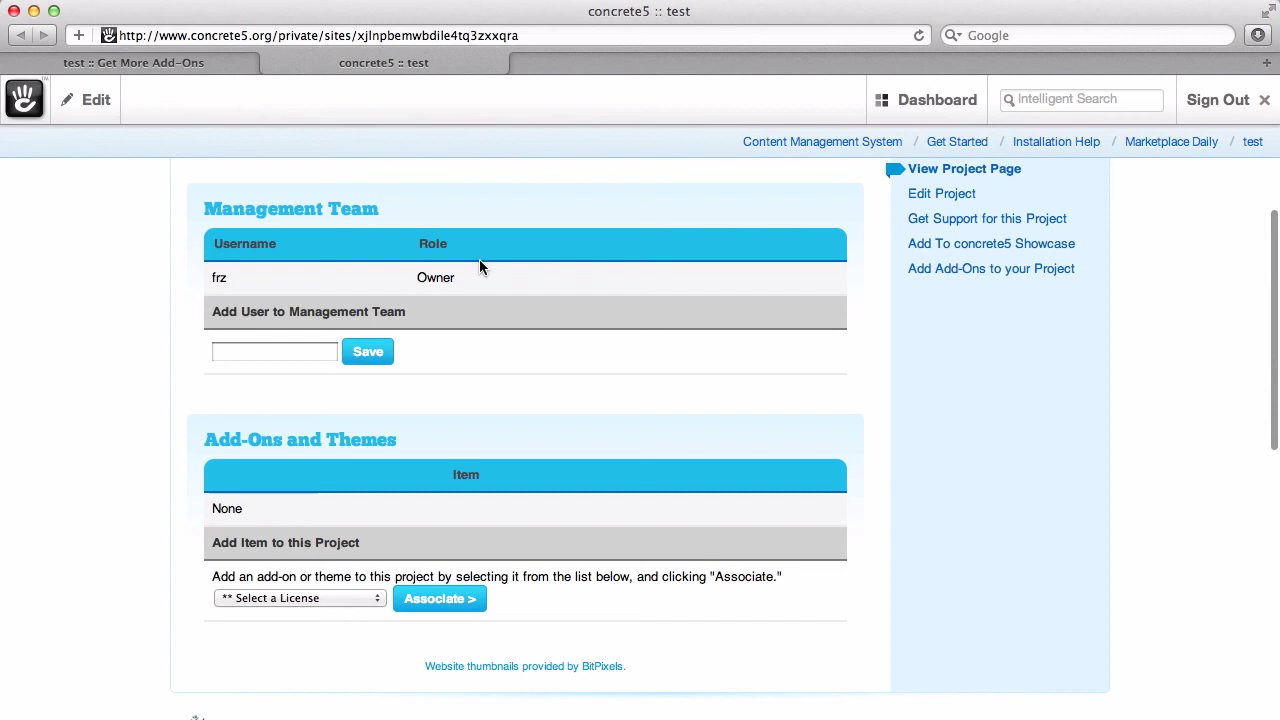 concrete5 :: test
http://www.concrete5.org/private/sites/xjlnpbemwbdile4tq3zxxqra
Google
test :: Get More Add-Ons
concrete5 :: test
Edit
Dashboard
Intelligent Search
Sign Out
Content Management System / Get Started / Installation Help / Marketplace Daily / test
View Project Page
Edit Project
Get Support for this Project
Add To concrete5 Showcase
Add Add-Ons to your Project
Management Team
Username Role
frz Owner
Add User to Management Team
Save
Add-Ons and Themes
Item
None
Add Item to this Project
Add an add-on or theme to this project by selecting it from the list below, and clicking "Associate."
** Select a License
Associate >
Website thumbnails provided by BitPixels.